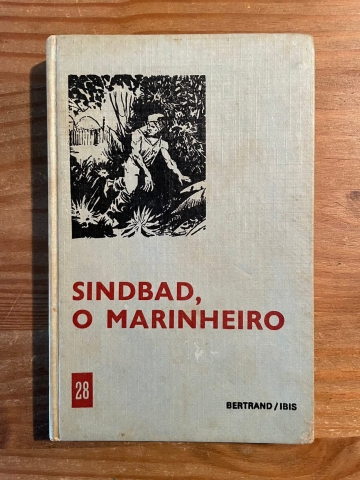 SINDBAD,
O MARINHEIRO
28
BERTRAND/IBIS